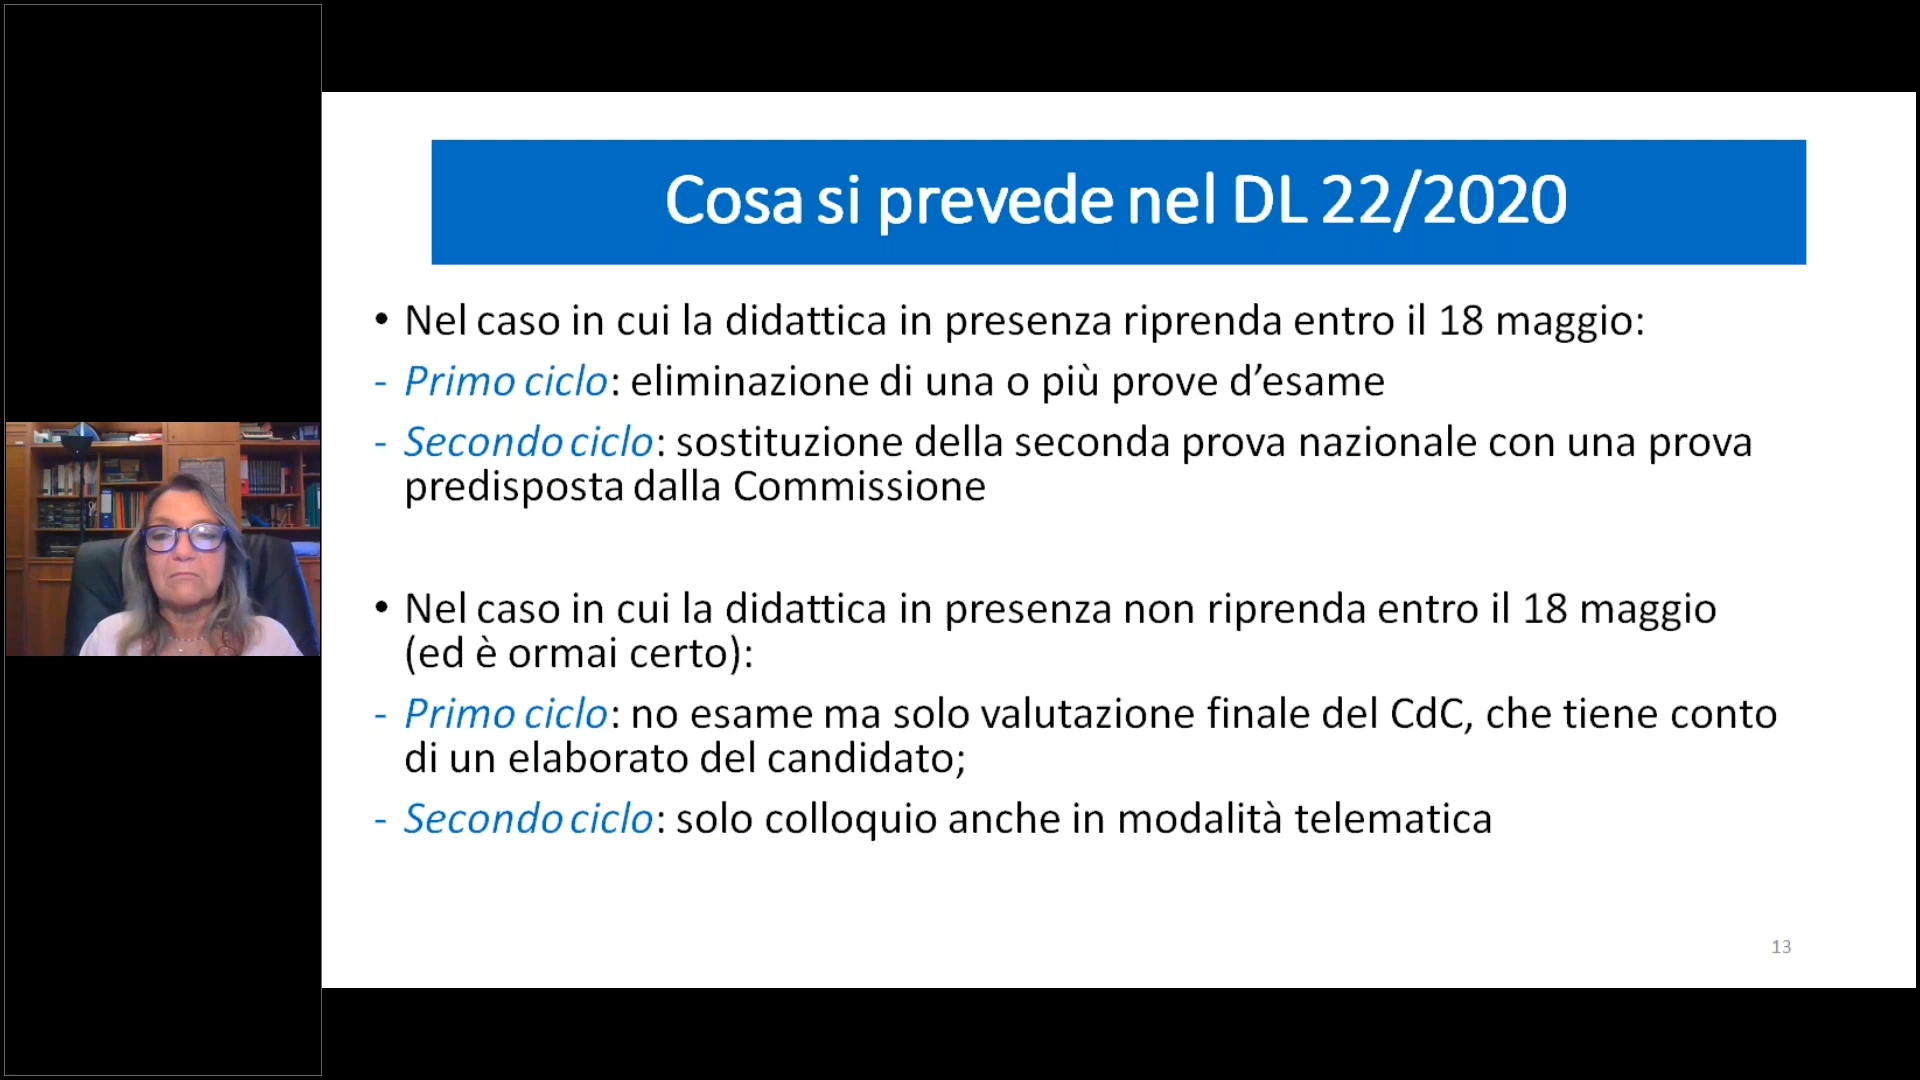 Cosa si prevede nel DL 22/2020
• Nel caso in cui la didattica in presenza riprenda entro il 18 maggio:
- Primo ciclo: eliminazione di una o più prove d’esame
- Secondo ciclo: sostituzione della seconda prova nazionale con una prova
predisposta dalla Commissione
• Nel caso in cui la didattica in presenza non riprenda entro il 18 maggio
(ed è ormai certo):
- Primo ciclo: no esame ma solo valutazione finale del CdC, che tiene conto
di un elaborato del candidato;
- Secondo ciclo: solo colloquio anche in modalità telematica
13